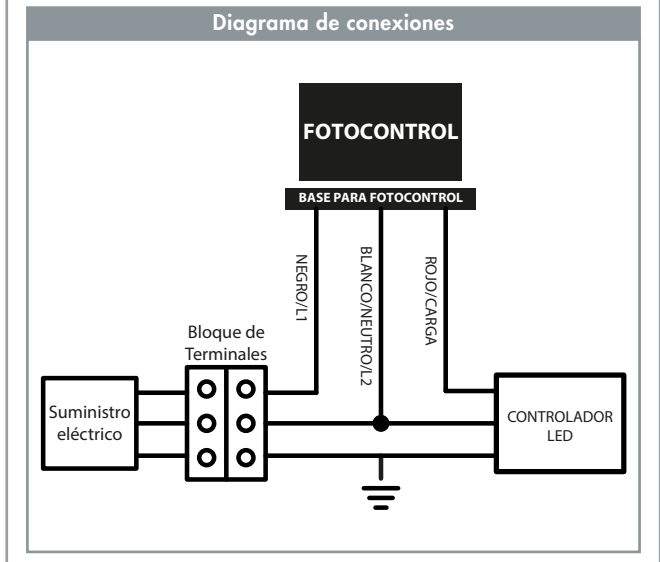 Diagrama de conexiones
FOTOCONTROL
BASE PARA FOTOCONTROL
NEGRO/L1
BLANCO/NEUTRO/L2
ROJO/CARGA
Bloque de
Terminales
Suministro
eléctrico
CONTROLADOR
LED